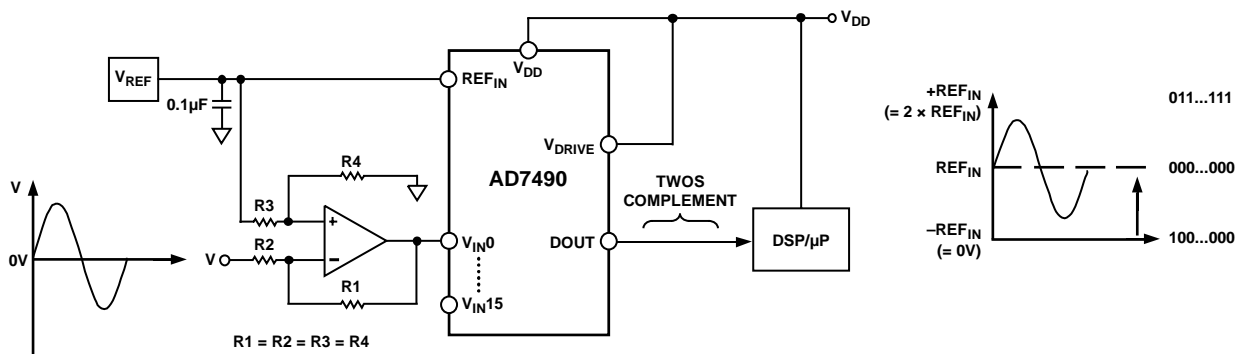 VDD
VREF
REFIN
VDD
0.1µF
VDRIVE
AD7490
R4
R3
R2
R1
V
0V
V
VIN0
VIN15
DOUT
TWOS
COMPLEMENT
DSP/µP
R1 = R2 = R3 = R4
+REFIN
(= 2 × REFIN)
011...111
REFIN
000...000
–REFIN
(= 0V)
100...000